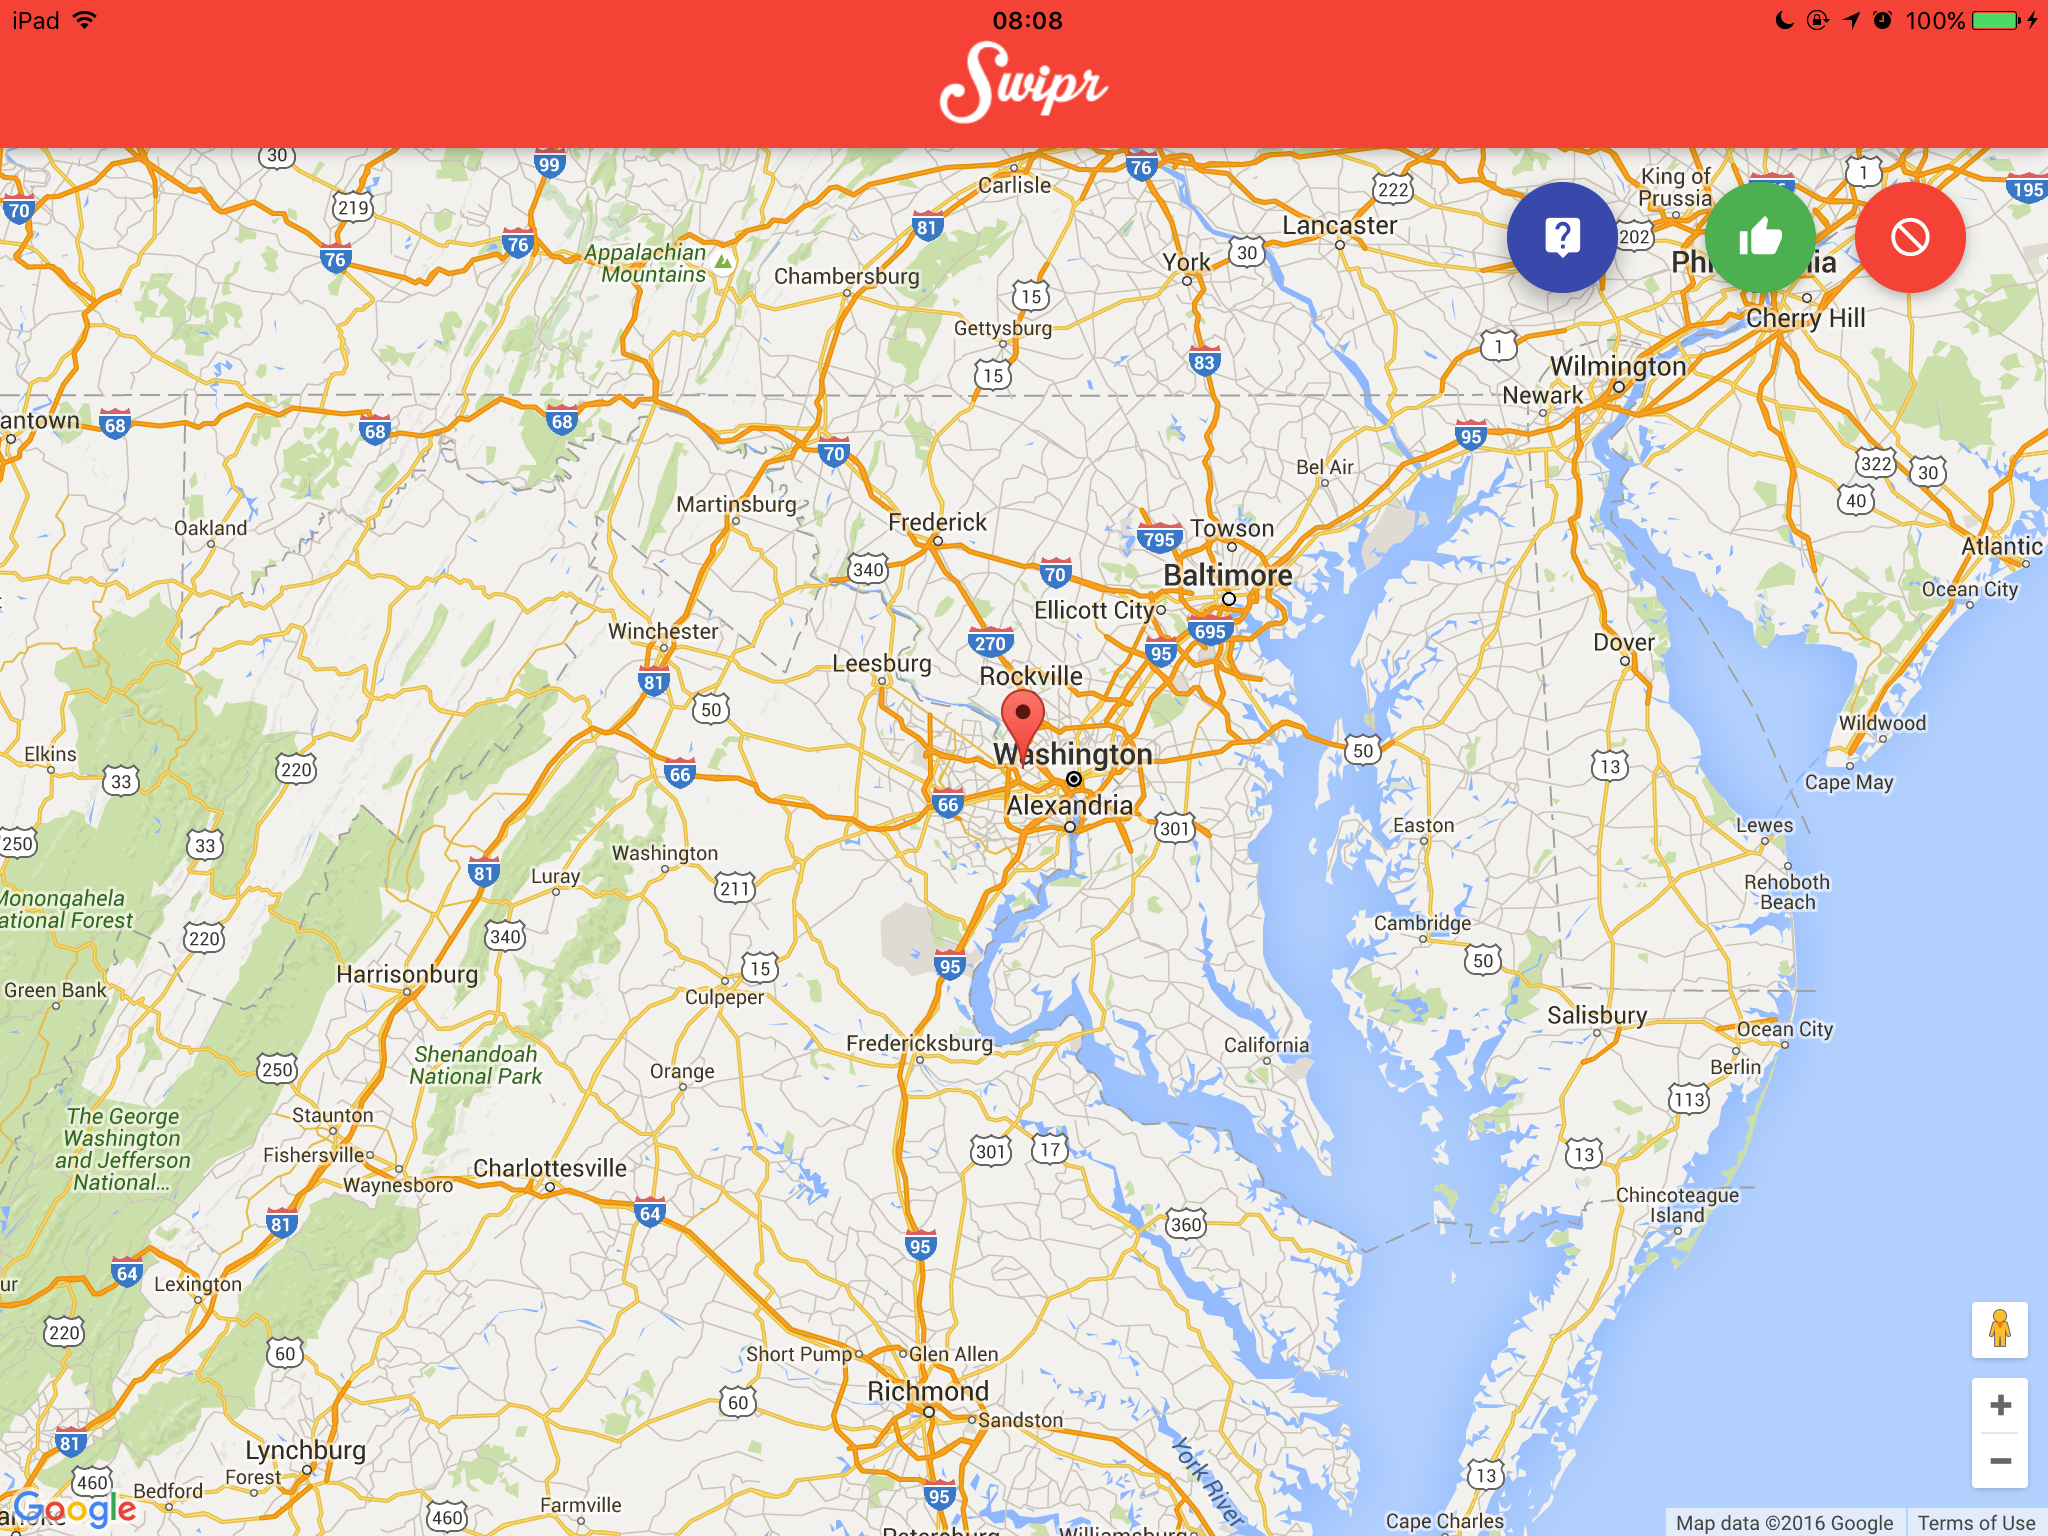 iPad 08:08 100%
Swipr
30
99
76
Carlisle
222
King of
Prussia
1
195
70
219
76
76
81
Lancaster
202
Appalachian
Mountains
Chambersburg
York
30
15
Gettysburg
Cherry Hill
83
1
15
Wilmington
Newark
68
68
68
70
95
Bel Air
322
30
40
Martinsburg
Oakland
Frederick
795
Towson
Atlantic
340
70
Baltimore
Ocean City
Ellicott City
695
Winchester
270
95
Dover
Leesburg
Rockville
81
50
Wildwood
Elkins
33
220
66
Washington
50
13
Cape May
66
Alexandria
301
Easton
Lewes
250
33
Washington
81
Luray
211
Rehoboth
Beach
Monongahela
ational Forest
220
340
Cambridge
50
95
15
Harrisonburg
Culpeper
Green Bank
Salisbury
Ocean City
Fredericksburg
California
Shenandoah
National Park
250
Orange
Berlin
113
The George
Washington
and Jefferson
National...
Staunton
Fishersville
Waynesboro
Charlottesville
301
17
13
Chincoteague
Island
81
64
360
95
64
Lexington
220
60
Short Pump
Glen Allen
Richmond
60
Sandston
81
Lynchburg
460
Bedford
Forest
460
Farmville
95
York River
13
Google
Cape Charles
Map data ©2016 Google
Terms of Use